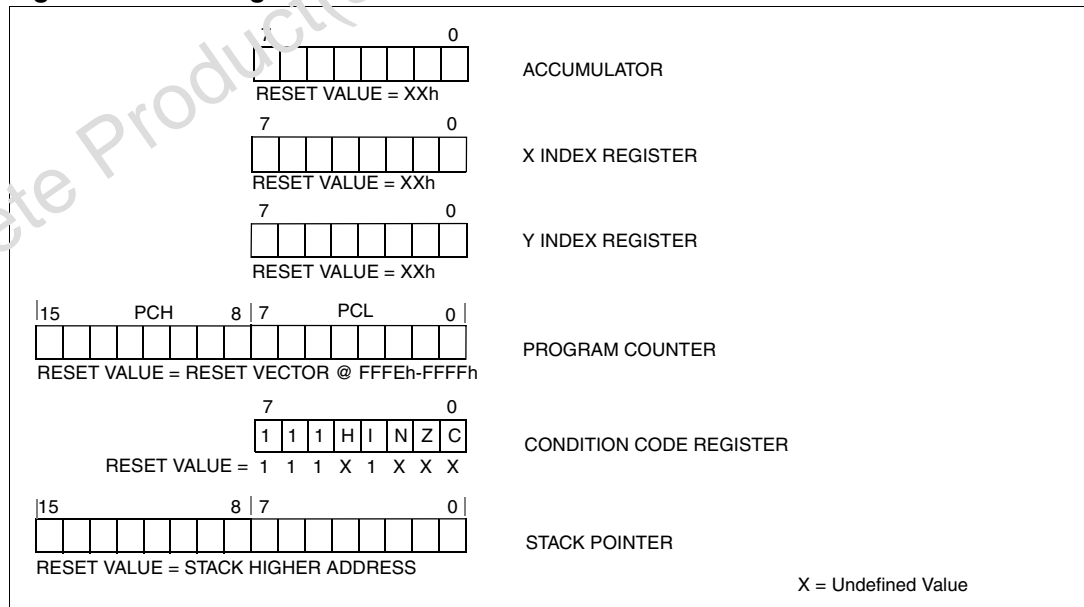 7 0
ACCUMULATOR
RESET VALUE = XXh
7 0
X INDEX REGISTER
RESET VALUE = XXh
7 0
Y INDEX REGISTER
RESET VALUE = XXh
15 PCH 8 7 PCL 0
PROGRAM COUNTER
RESET VALUE = RESET VECTOR @ FFFEh-FFFFh
7 0
1 1 1 H I N Z C
CONDITION CODE REGISTER
RESET VALUE = 1 1 1 X 1 X X X
15 8 7 0
STACK POINTER
RESET VALUE = STACK HIGHER ADDRESS
X = Undefined Value